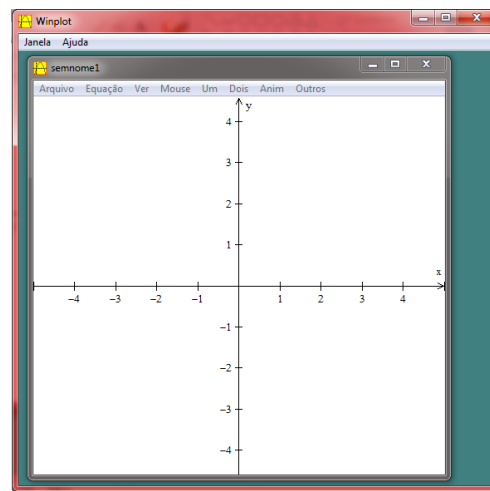 Winplot
Janela Ajuda
semnome1
Arquivo Equação Ver Mouse Um Dois Anim Outros
y
4
3
2
1
x
−4 −3 −2 −1 1 2 3 4
−1
−2
−3
−4